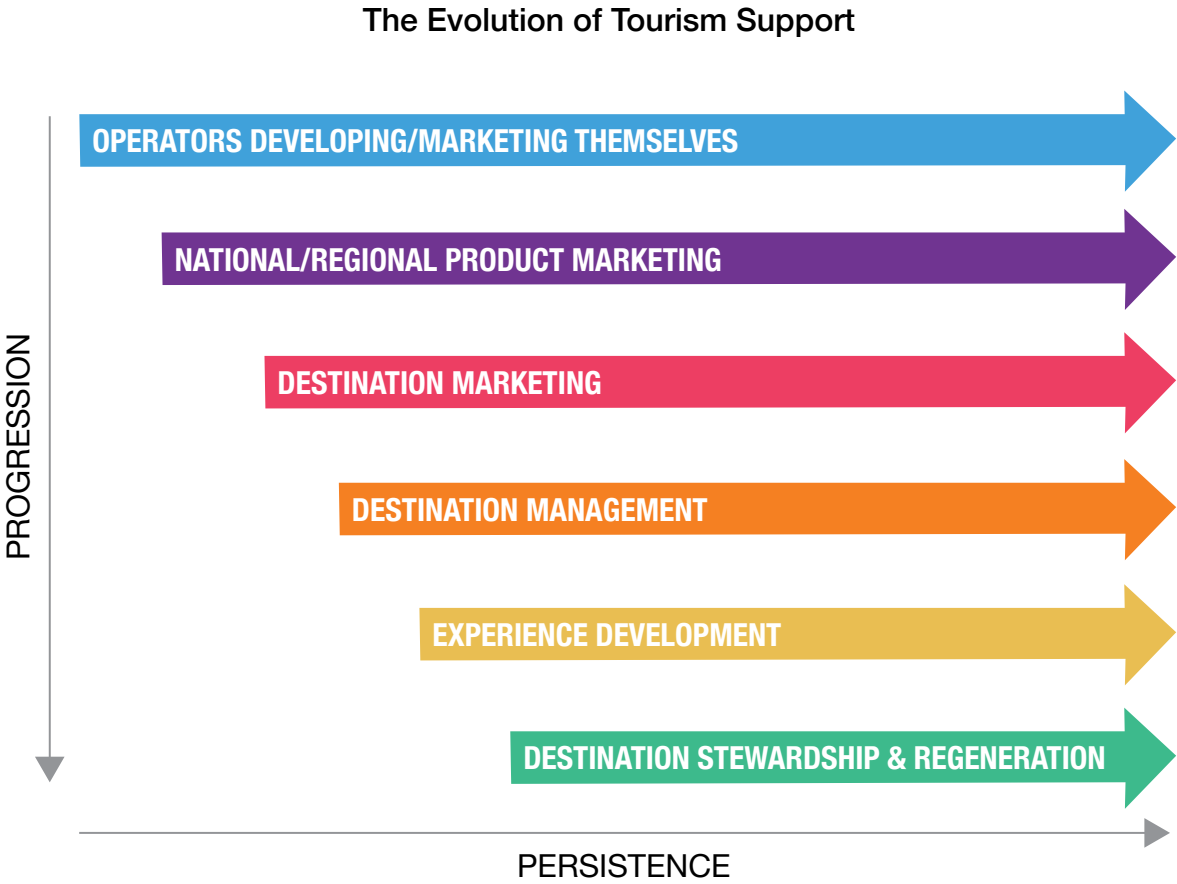 The Evolution of Tourism Support
OPERATORS DEVELOPING/MARKETING THEMSELVES
NATIONAL/REGIONAL PRODUCT MARKETING
DESTINATION MARKETING
DESTINATION MANAGEMENT
EXPERIENCE DEVELOPMENT
DESTINATION STEWARDSHIP & REGENERATION
PROGRESSION
PERSISTENCE